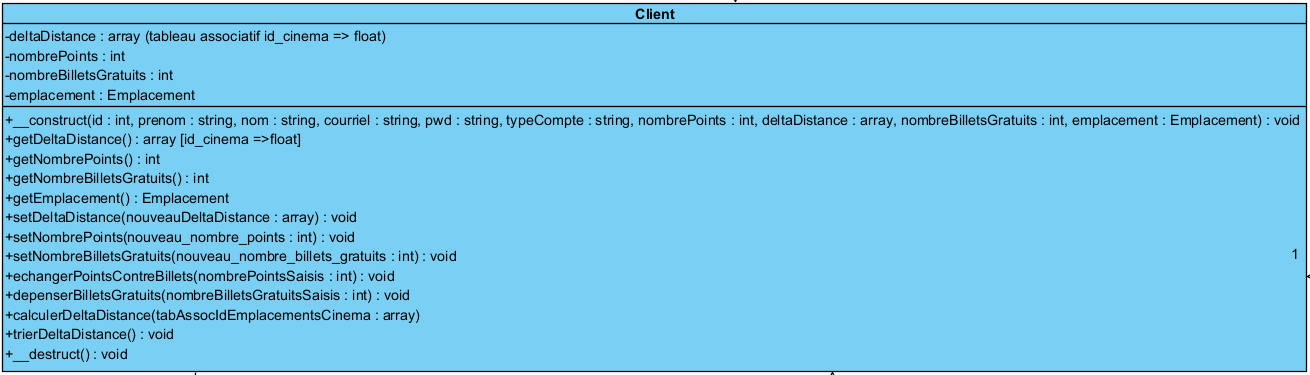 Client
-deltaDistance : array (tableau associatif id_cinema => float)
-nombrePoints : int
-nombreBilletsGratuits : int
-emplacement : Emplacement
+__construct(id : int, prenom : string, nom : string, courriel : string, pwd : string, typeCompte : string, nombrePoints : int, deltaDistance : array, nombreBilletsGratuits : int, emplacement : Emplacement) : void
+getDeltaDistance() : array [id_cinema =>float]
+getNombrePoints() : int
+getNombreBilletsGratuits() : int
+getEmplacement() : Emplacement
+setDeltaDistance(nouveauDeltaDistance : array) : void
+setNombrePoints(nouveau_nombre_points : int) : void
+setNombreBilletsGratuits(nouveau_nombre_billets_gratuits : int) : void
1
+echangerPointsContreBillets(nombrePointsSaisis : int) : void
+depenserBilletsGratuits(nombreBilletsGratuitsSaisis : int) : void
+calculerDeltaDistance(tabAssocIdEmplacementsCinema : array)
+trierDeltaDistance() : void
+__destruct() : void